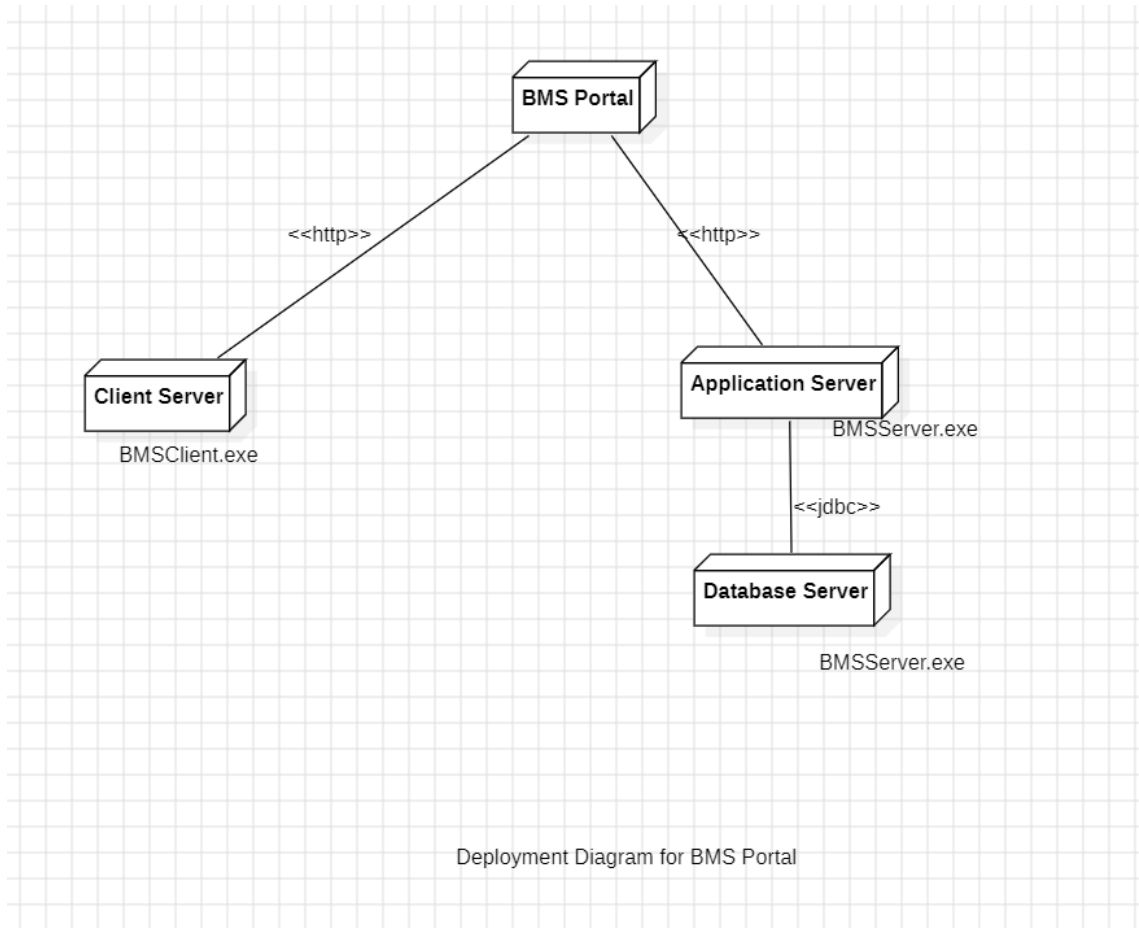 BMS Portal
<<http>>
<<http>>
Client Server
BMSClient.exe
Application Server
BMSServer.exe
<<jdbc>>
Database Server
BMSServer.exe
Deployment Diagram for BMS Portal